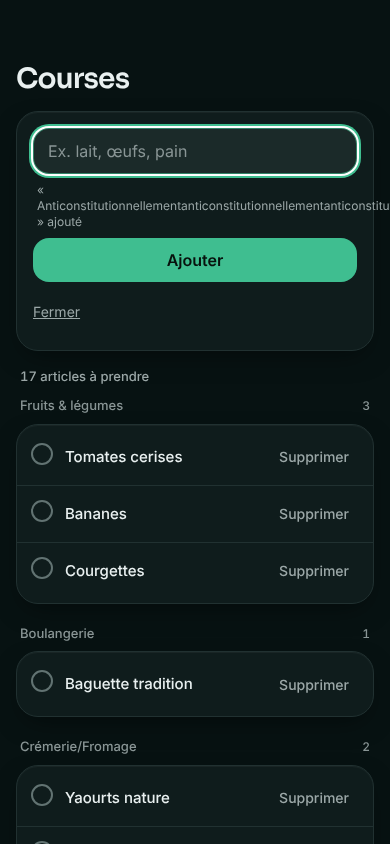 Courses
Ex. lait, œufs, pain
«
Anticonstitutionnellementanticonstitutionnellementanticonstitu
» ajouté
Ajouter
Fermer
17 articles à prendre
Fruits & légumes 3
Tomates cerises Supprimer
Bananes Supprimer
Courgettes Supprimer
Boulangerie 1
Baguette tradition Supprimer
Crémerie/Fromage 2
Yaourts nature Supprimer